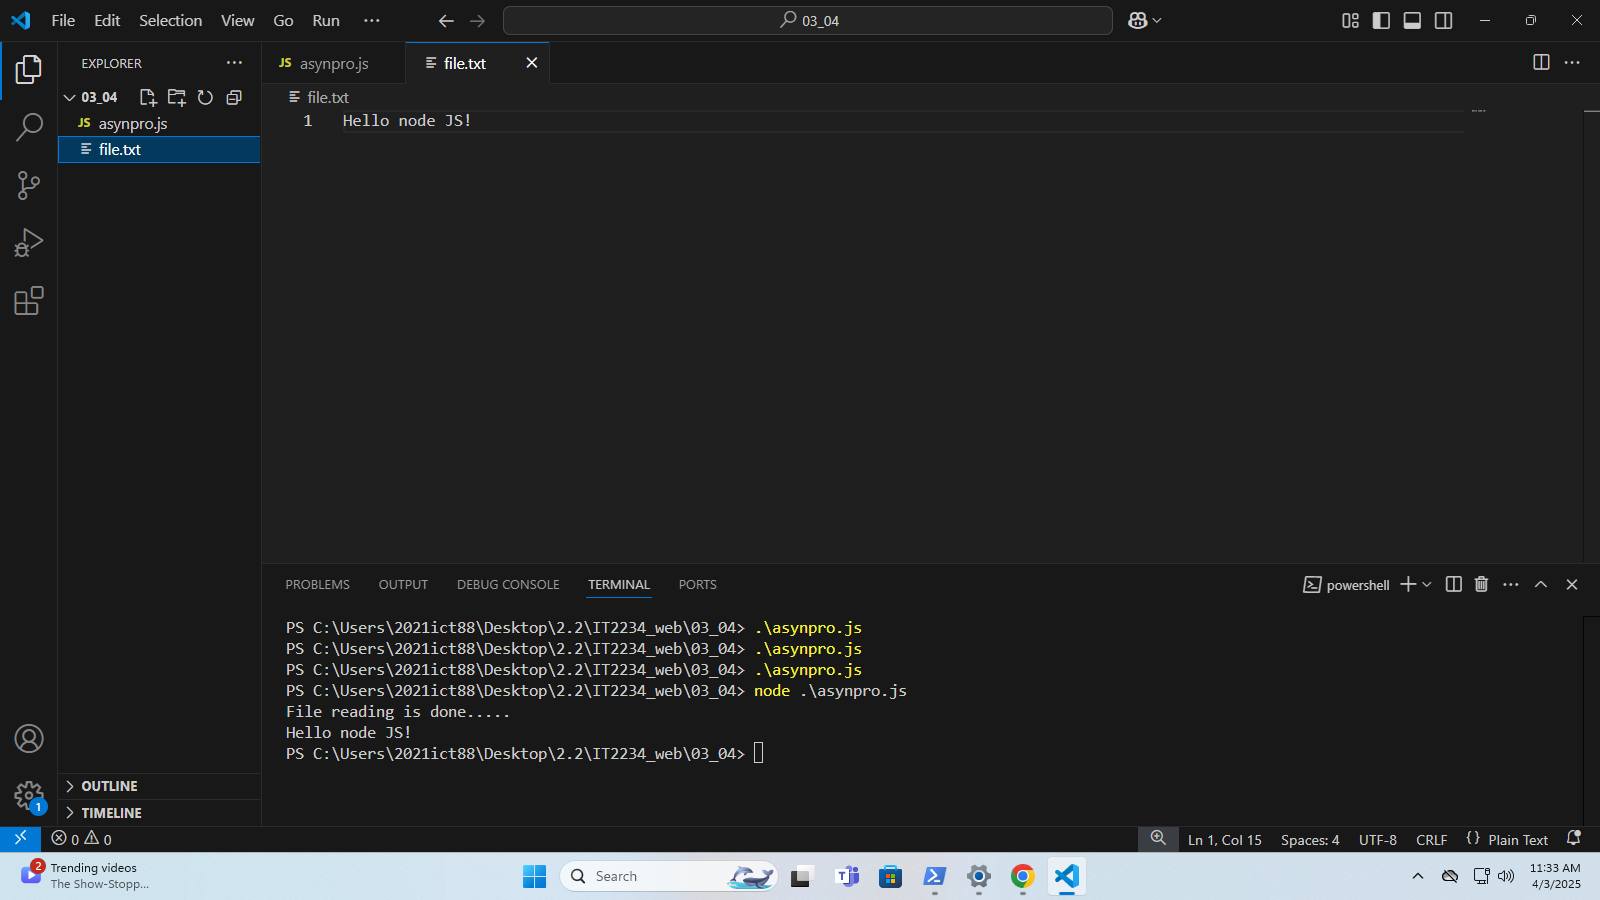 File Edit Selection View Go Run ···
03_04
EXPLORER ···
asynpro.js
file.txt
03_04
asynpro.js
file.txt
file.txt
1 Hello node JS!
PROBLEMS OUTPUT DEBUG CONSOLE TERMINAL PORTS
powershell
PS C:\Users\2021ict88\Desktop\2.2\IT2234_web\03_04> .\asynpro.js
PS C:\Users\2021ict88\Desktop\2.2\IT2234_web\03_04> .\asynpro.js
PS C:\Users\2021ict88\Desktop\2.2\IT2234_web\03_04> .\asynpro.js
PS C:\Users\2021ict88\Desktop\2.2\IT2234_web\03_04> node .\asynpro.js
File reading is done.....
Hello node JS!
PS C:\Users\2021ict88\Desktop\2.2\IT2234_web\03_04>
OUTLINE
TIMELINE
1
0 0
Ln 1, Col 15 Spaces: 4 UTF-8 CRLF {} Plain Text
2
Trending videos
The Show-Stopp...
Search
11:33 AM
4/3/2025